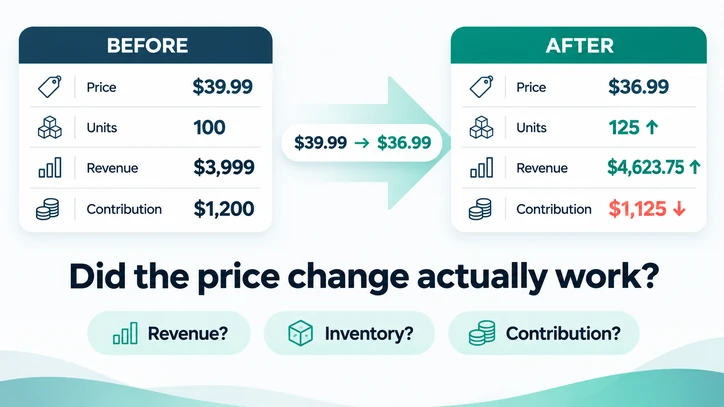 BEFORE
Price $39.99
Units 100
Revenue $3,999
Contribution $1,200
$39.99 → $36.99
AFTER
Price $36.99
Units 125 ↑
Revenue $4,623.75 ↑
Contribution $1,125 ↓
Did the price change actually work?
Revenue? Inventory? Contribution?